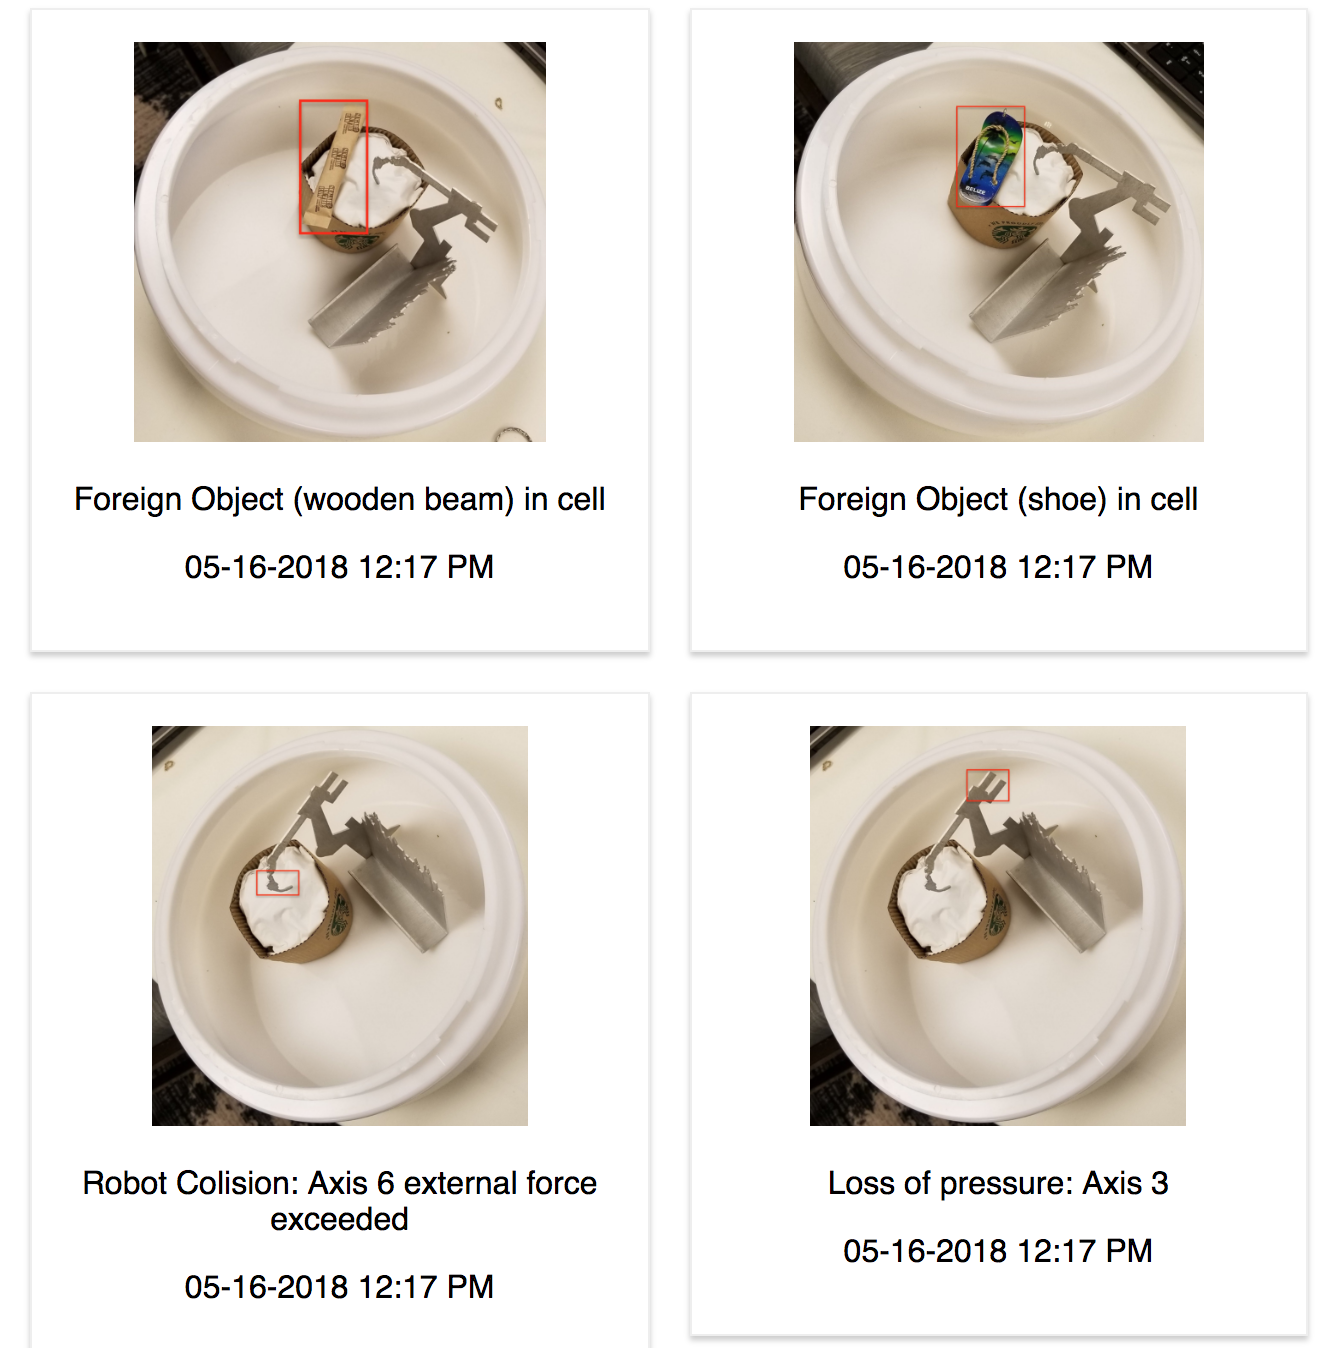 BELIZE
Foreign Object (wooden beam) in cell
05-16-2018 12:17 PM
Foreign Object (shoe) in cell
05-16-2018 12:17 PM
Robot Colision: Axis 6 external force
exceeded
05-16-2018 12:17 PM
Loss of pressure: Axis 3
05-16-2018 12:17 PM